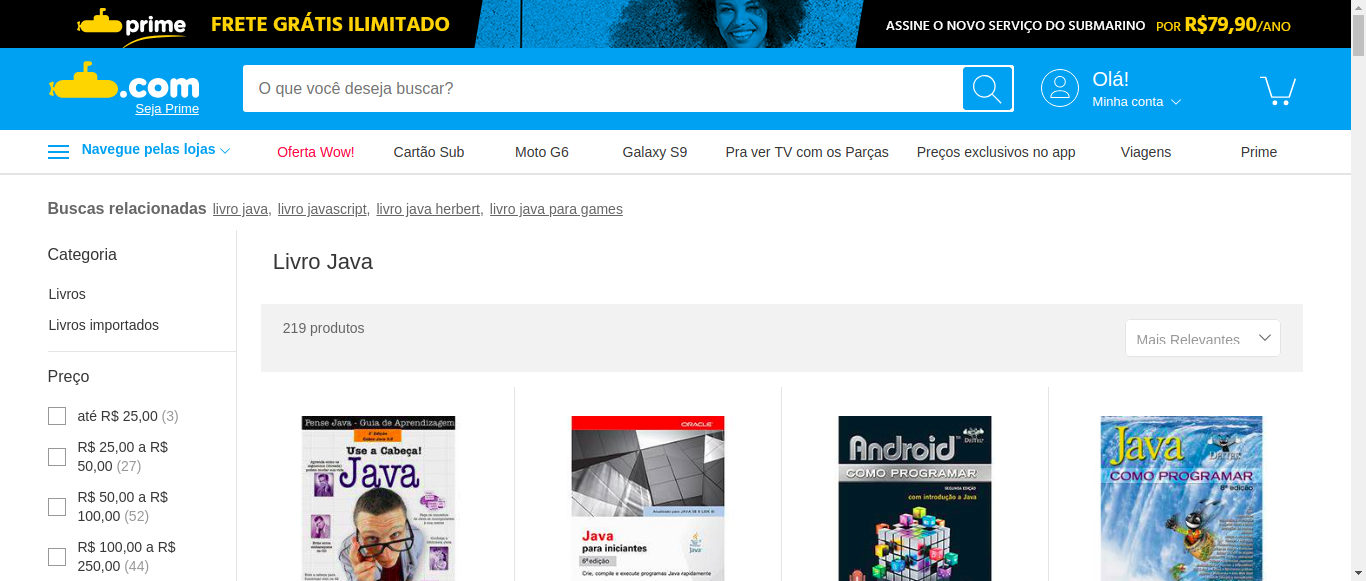 prime FRETE GRÁTIS ILIMITADO ASSINE O NOVO SERVIÇO DO SUBMARINO POR R$79,90/ANO
.com
Seja Prime
O que você deseja buscar?
Olá!
Minha conta
Navegue pelas lojas
Oferta Wow!
Cartão Sub
Moto G6
Galaxy S9
Pra ver TV com os Parças
Preços exclusivos no app
Viagens
Prime
Buscas relacionadas livro java, livro javascript, livro java herbert, livro java para games
Categoria
Livros
Livros importados
Preço
até R$ 25,00 (3)
R$ 25,00 a R$
50,00 (27)
R$ 50,00 a R$
100,00 (52)
R$ 100,00 a R$
250,00 (44)
Livro Java
219 produtos
Mais Relevantes
Pense Java - Guia de Aprendizagem
Use a Cabeça!
Java
ORACLE
Java
para iniciantes
6ª edição
Crie, compile e execute programas Java rapidamente
Android
DEITEL
COMO PROGRAMAR
SEGUNDA EDIÇÃO
com introdução a Java
Java
DEITEL
COMO PROGRAMAR
6ª edição